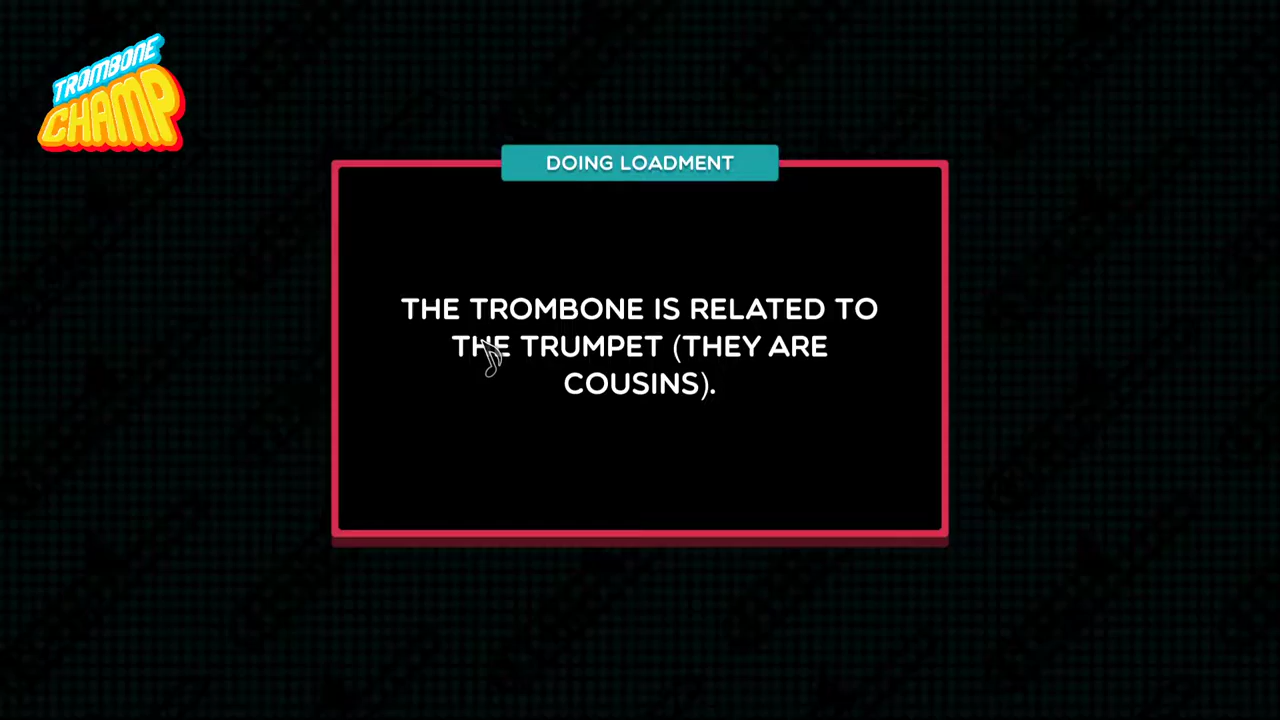 TROMBONE
CHAMP
DOING LOADMENT
THE TROMBONE IS RELATED TO
THE TRUMPET (THEY ARE
COUSINS).